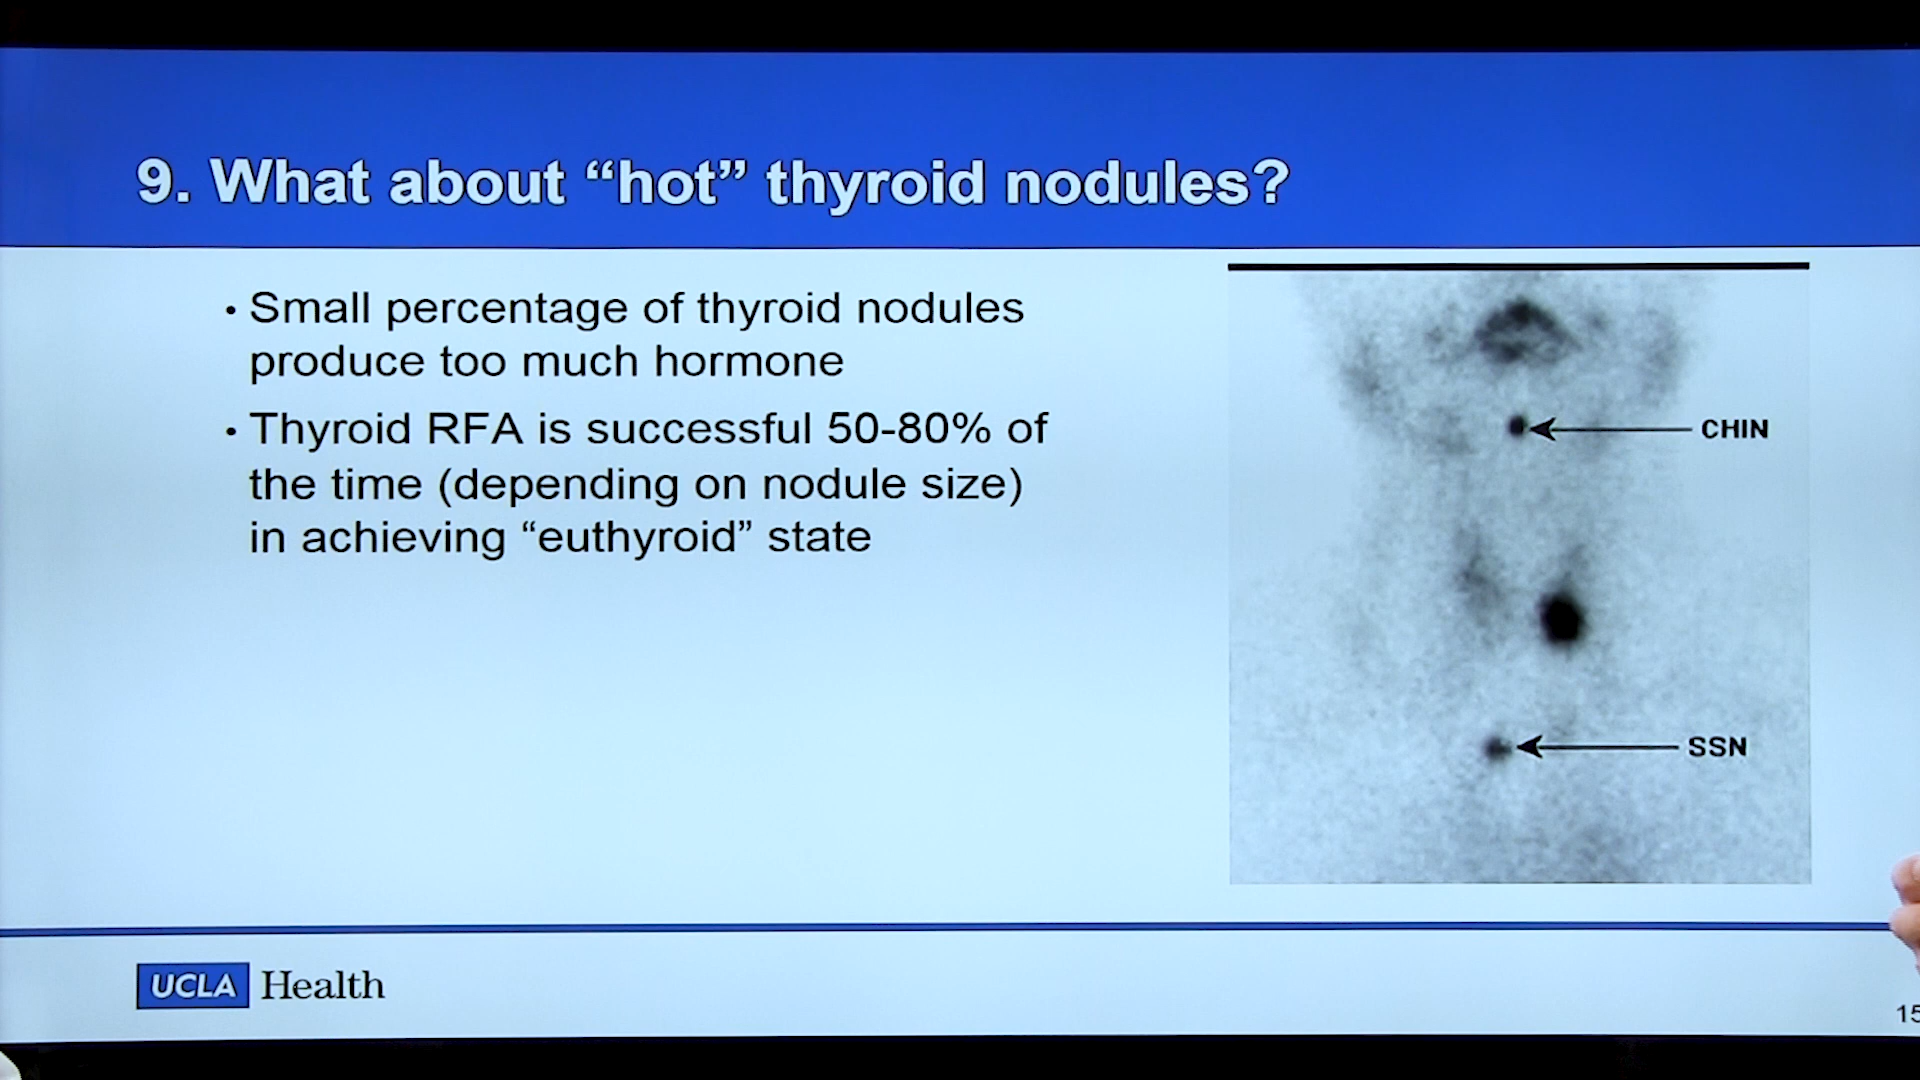 9. What about “hot” thyroid nodules?
• Small percentage of thyroid nodules
produce too much hormone
• Thyroid RFA is successful 50-80% of
the time (depending on nodule size)
in achieving “euthyroid” state
CHIN
SSN
UCLA Health
15